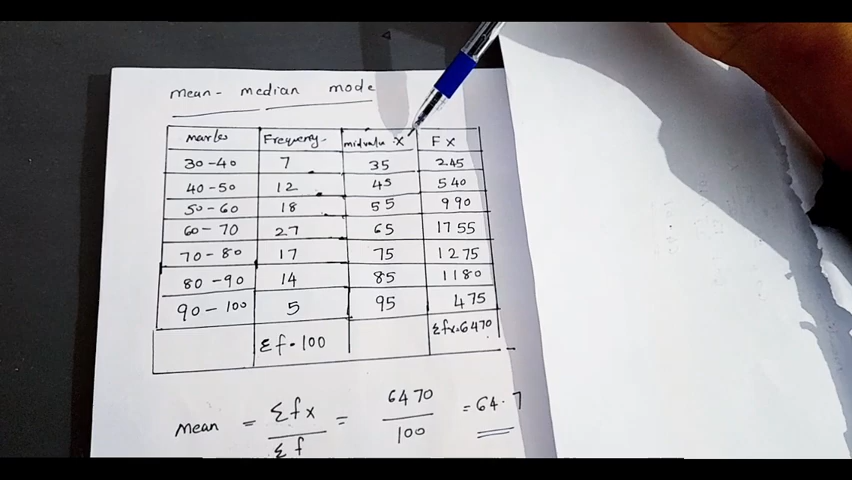 mean - median mode
marks Frequency midvalue X F X
30-40 7 35 245
40-50 12 45 540
50-60 18 55 990
60-70 27 65 1755
70-80 17 75 1275
80-90 14 85 1180
90-100 5 95 475
Σf=100 Σfx=6470
mean = Σfx / Σf = 6470 / 100 = 64.7